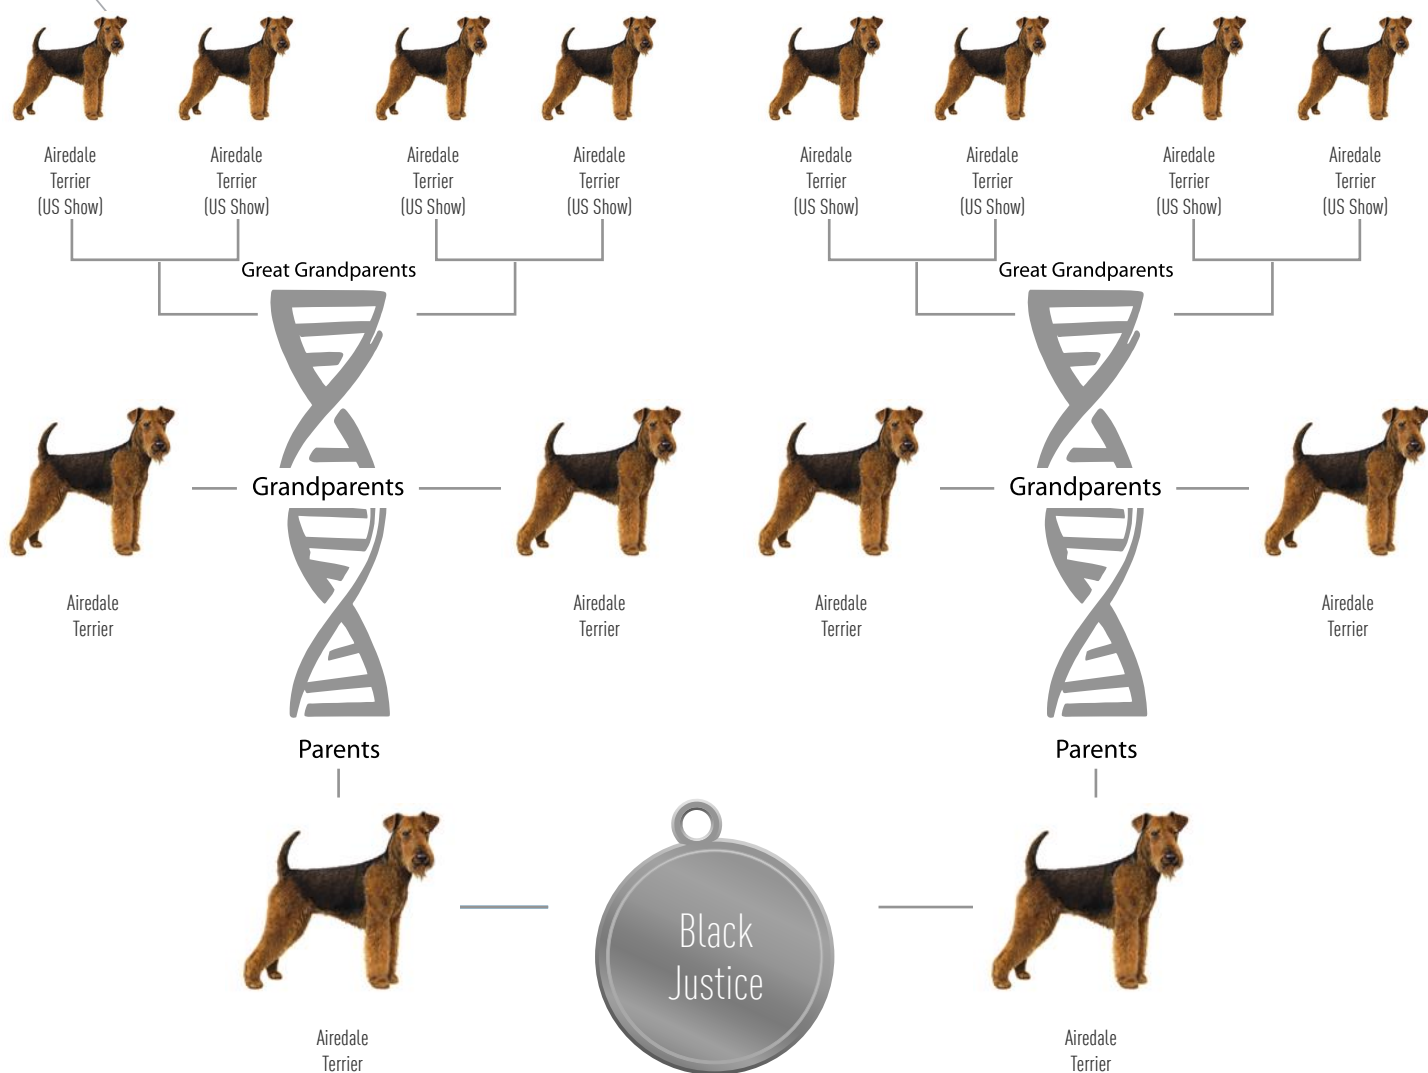 Airedale
Terrier
(US Show)
Airedale
Terrier
(US Show)
Airedale
Terrier
(US Show)
Airedale
Terrier
(US Show)
Airedale
Terrier
(US Show)
Airedale
Terrier
(US Show)
Airedale
Terrier
(US Show)
Airedale
Terrier
(US Show)
Great Grandparents
Great Grandparents
Grandparents
Grandparents
Airedale
Terrier
Airedale
Terrier
Airedale
Terrier
Airedale
Terrier
Parents
Parents
Black
Justice
Airedale
Terrier
Airedale
Terrier